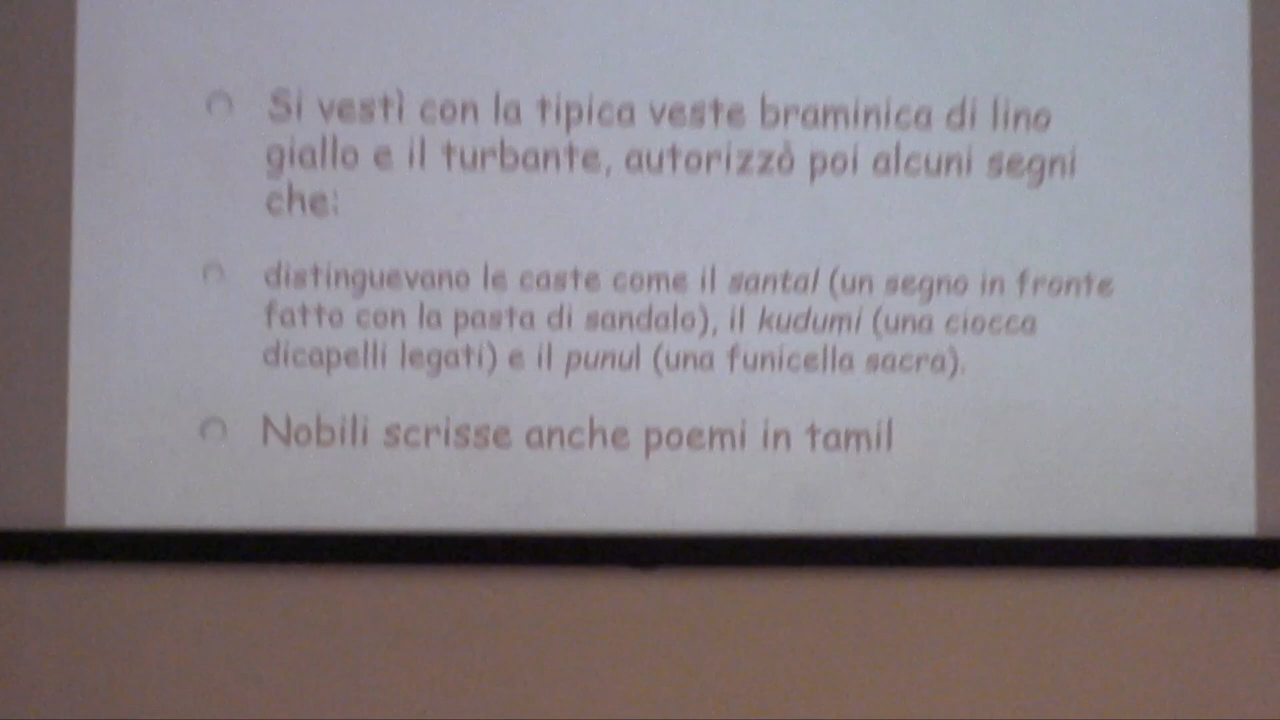 Si vestì con la tipica veste braminica di lino
giallo e il turbante, autorizzò poi alcuni segni
che:
distinguevano le caste come il santal (un segno in fronte
fatto con la pasta di sandalo), il kudumi (una ciocca
dicapelli legati) e il punul (una funicella sacra).
Nobili scrisse anche poemi in tamil